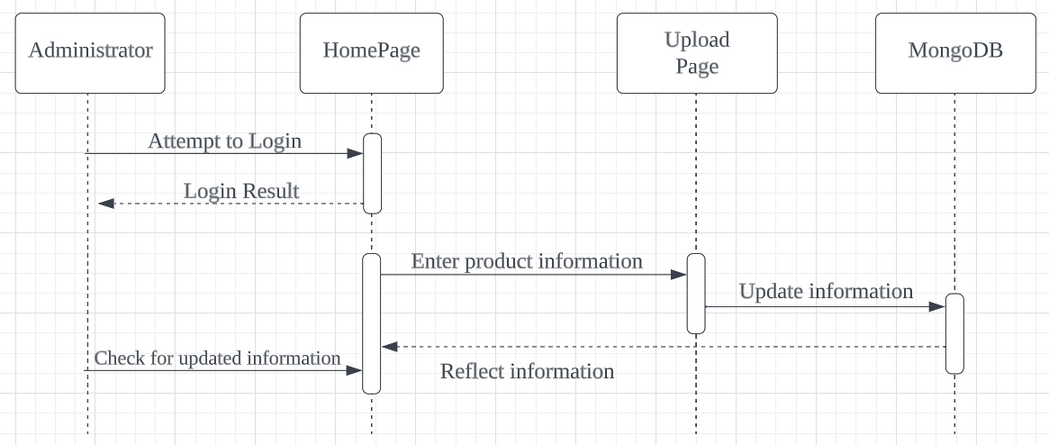 Administrator
HomePage
Upload
Page
MongoDB
Attempt to Login
Login Result
Enter product information
Update information
Check for updated information
Reflect information